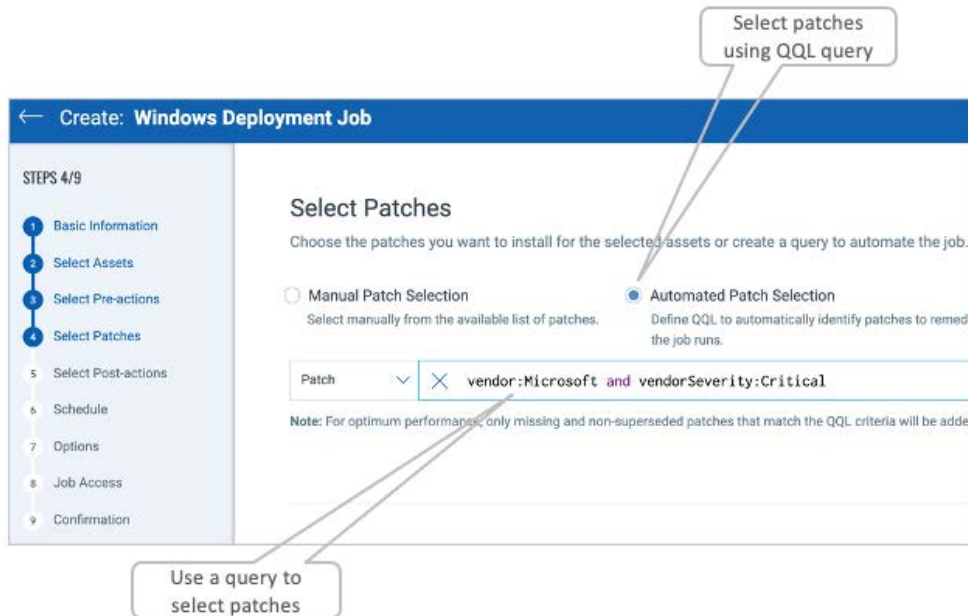 Select patches
using QQL query
← Create: Windows Deployment Job
STEPS 4/9
1 Basic Information
2 Select Assets
3 Select Pre-actions
4 Select Patches
5 Select Post-actions
6 Schedule
7 Options
8 Job Access
9 Confirmation
Select Patches
Choose the patches you want to install for the selected assets or create a query to automate the job.
Manual Patch Selection
Select manually from the available list of patches.
Automated Patch Selection
Define QQL to automatically identify patches to remed
the job runs.
Patch
vendor:Microsoft and vendorSeverity:Critical
Note: For optimum performance, only missing and non-superseded patches that match the QQL criteria will be adde
Use a query to
select patches